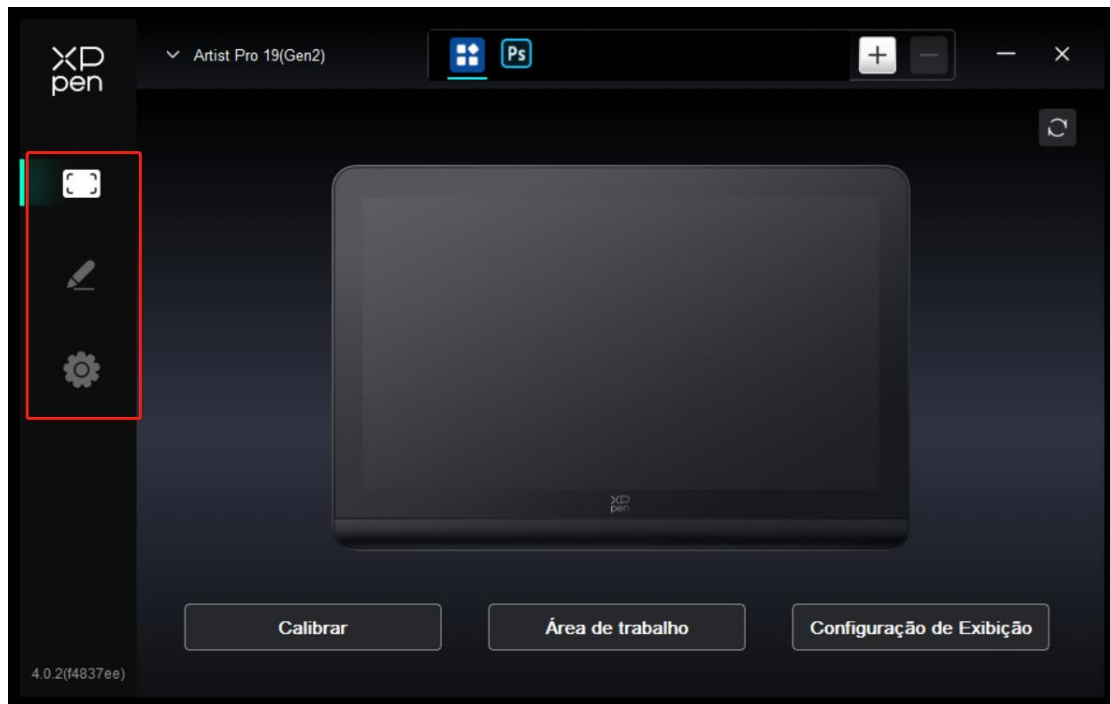 XP
pen
Artist Pro 19(Gen2)
Ps
XP
pen
Calibrar
Área de trabalho
Configuração de Exibição
4.0.2(f4837ee)